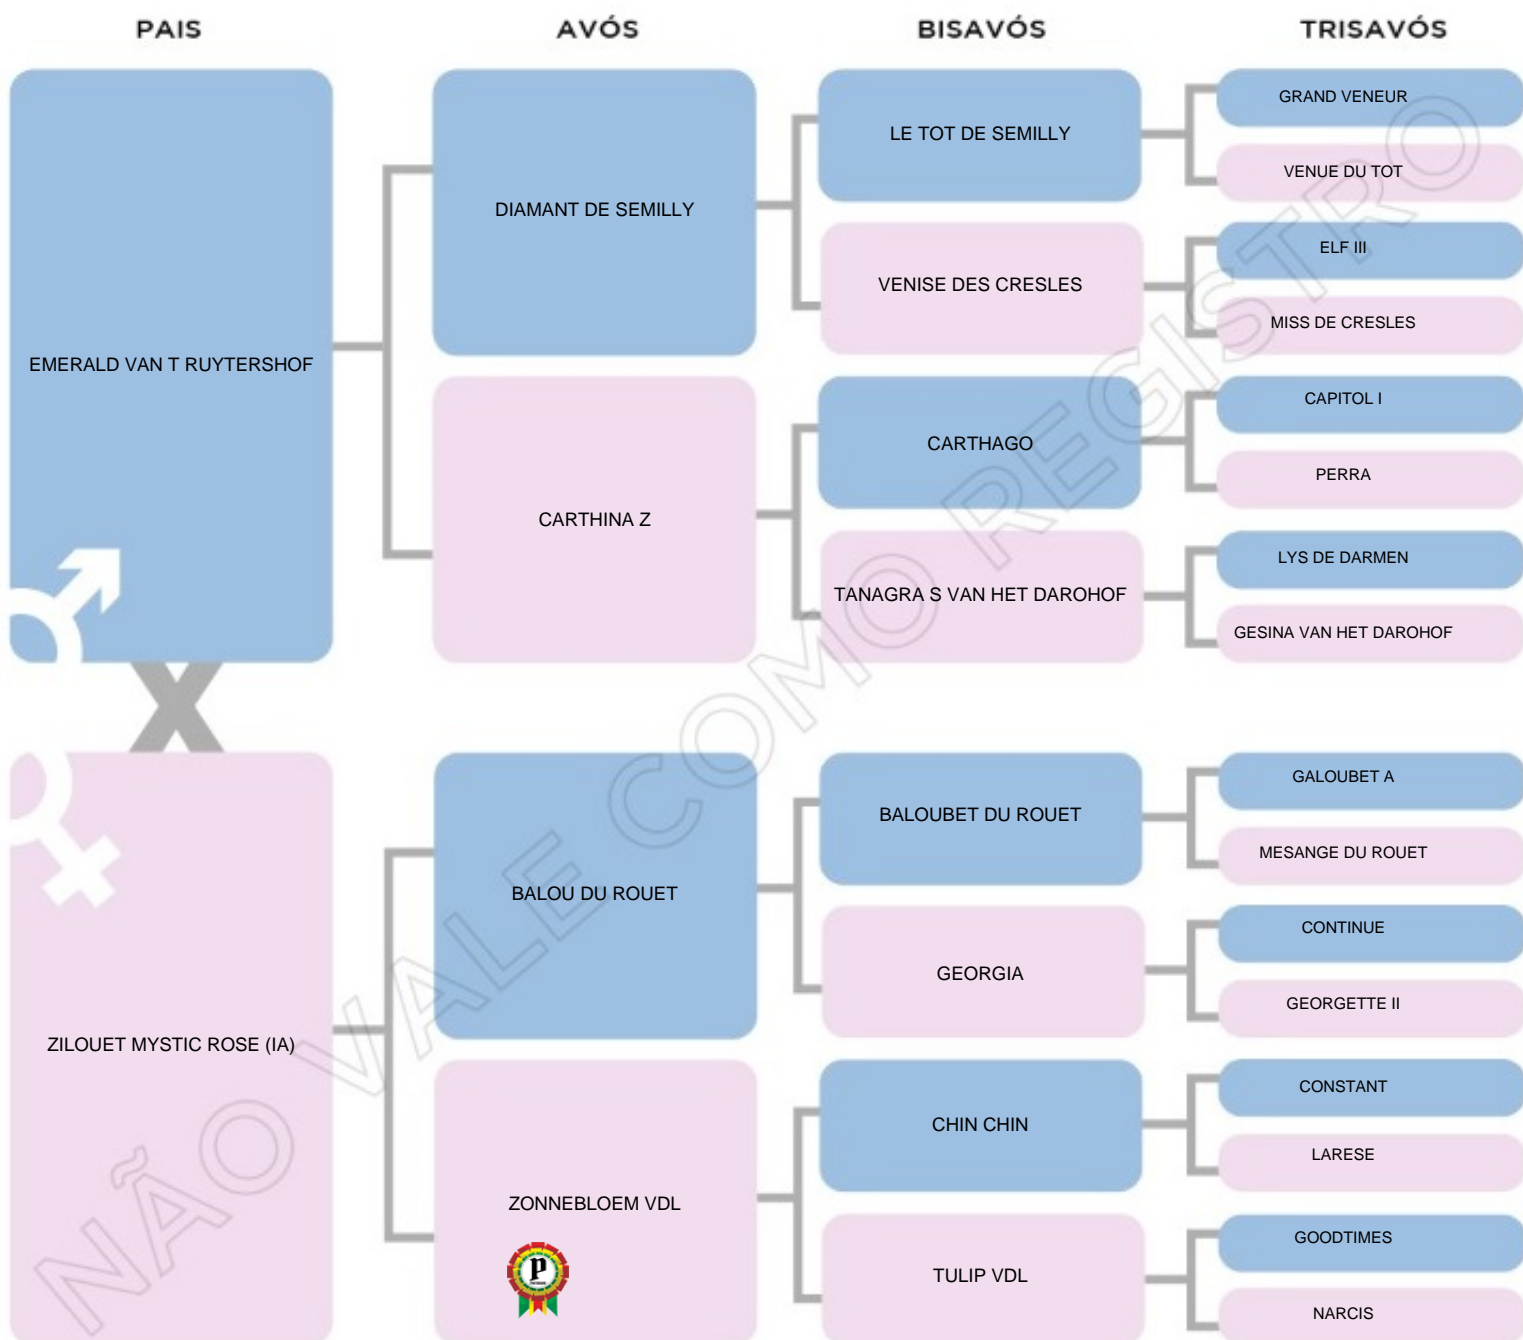 PAIS
AVÓS
BISAVÓS
TRISAVÓS
EMERALD VAN T RUYTERSHOF
DIAMANT DE SEMILLY
LE TOT DE SEMILLY
GRAND VENEUR
VENUE DU TOT
VENISE DES CRESLES
ELF III
MISS DE CRESLES
CARTHINA Z
CARTHAGO
CAPITOL I
PERRA
TANAGRA S VAN HET DAROHOF
LYS DE DARMEN
GESINA VAN HET DAROHOF
X
ZILOUET MYSTIC ROSE (IA)
BALOU DU ROUET
BALOUBET DU ROUET
GALOUBET A
MESANGE DU ROUET
GEORGIA
CONTINUE
GEORGETTE II
ZONNEBLOEM VDL
P
CHIN CHIN
CONSTANT
LARESE
TULIP VDL
GOODTIMES
NARCIS
NÃO VALE COMO REGISTRO